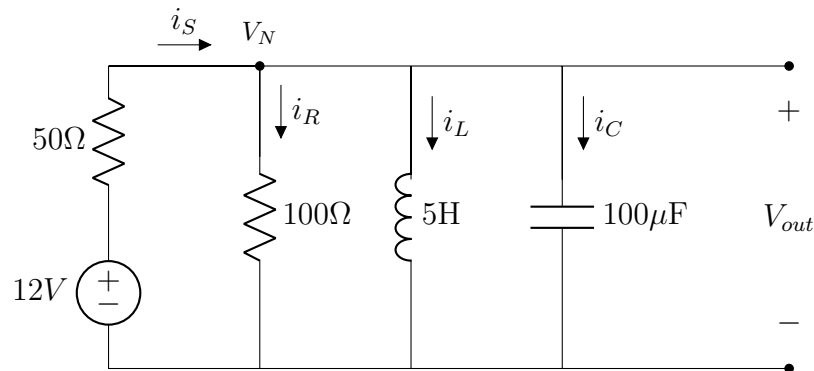 i_S
V_N
i_R
i_L
i_C
+
50Ω
100Ω
5H
100μF
V_out
12V
+
−
−